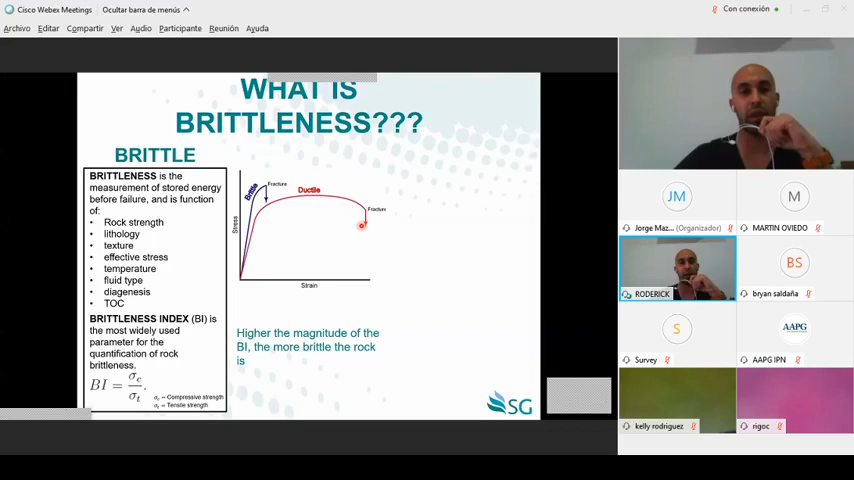 Cisco Webex Meetings
Ocultar barra de menús
Con conexión
Archivo Editar Compartir Ver Audio Participante Reunión Ayuda
WHAT IS
BRITTLENESS???
BRITTLE
BRITTLENESS is the
measurement of stored energy
before failure, and is function
of:
• Rock strength
• lithology
• texture
• effective stress
• temperature
• fluid type
• diagenesis
• TOC
BRITTLENESS INDEX (BI) is
the most widely used
parameter for the
quantification of rock
brittleness.
BI = σc/σt.
σc = Compressive strength
σt = Tensile strength
Stress
Brittle
Fracture
Ductile
Fracture
Strain
Higher the magnitude of the
BI, the more brittle the rock
is
SG
JM
Jorge Maz... (Organizador)
M
MARTIN OVIEDO
RODERICK
BS
bryan saldaña
S
Survey
AAPG
AAPG IPN
kelly rodriguez
rigoc